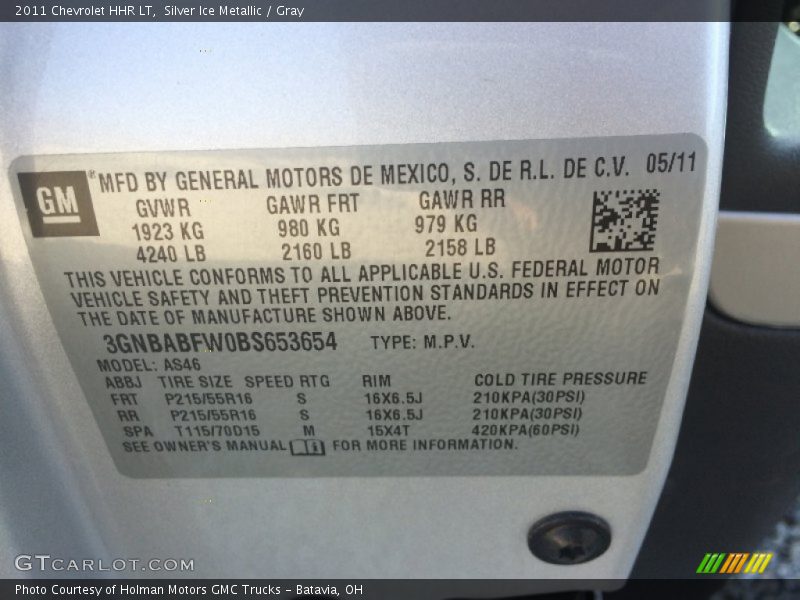 2011 Chevrolet HHR LT,  Silver Ice Metallic / Gray
GM ® MFD BY GENERAL MOTORS DE MEXICO, S. DE R.L. DE C.V. 05/11
GVWR GAWR FRT GAWR RR
1923 KG 980 KG 979 KG
4240 LB 2160 LB 2158 LB
THIS VEHICLE CONFORMS TO ALL APPLICABLE U.S. FEDERAL MOTOR
VEHICLE SAFETY AND THEFT PREVENTION STANDARDS IN EFFECT ON
THE DATE OF MANUFACTURE SHOWN ABOVE.
3GNBABFW0BS653654 TYPE: M.P.V.
MODEL: AS46
ABBJ TIRE SIZE SPEED RTG RIM COLD TIRE PRESSURE
FRT P215/55R16 S 16X6.5J 210KPA(30PSI)
RR P215/55R16 S 16X6.5J 210KPA(30PSI)
SPA T115/70D15 M 15X4T 420KPA(60PSI)
SEE OWNER'S MANUAL FOR MORE INFORMATION.
GTCARLOT.COM
Photo Courtesy of Holman Motors GMC Trucks – Batavia, OH